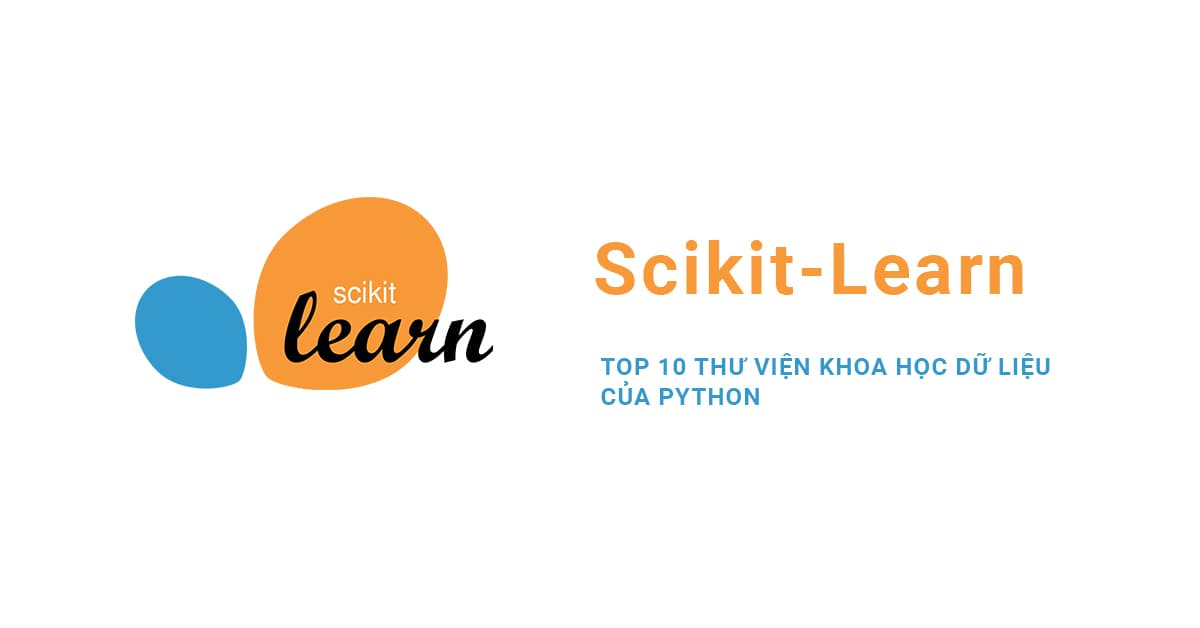 scikit
learn
Scikit-Learn
TOP 10 THƯ VIỆN KHOA HỌC DỮ LIỆU
CỦA PYTHON